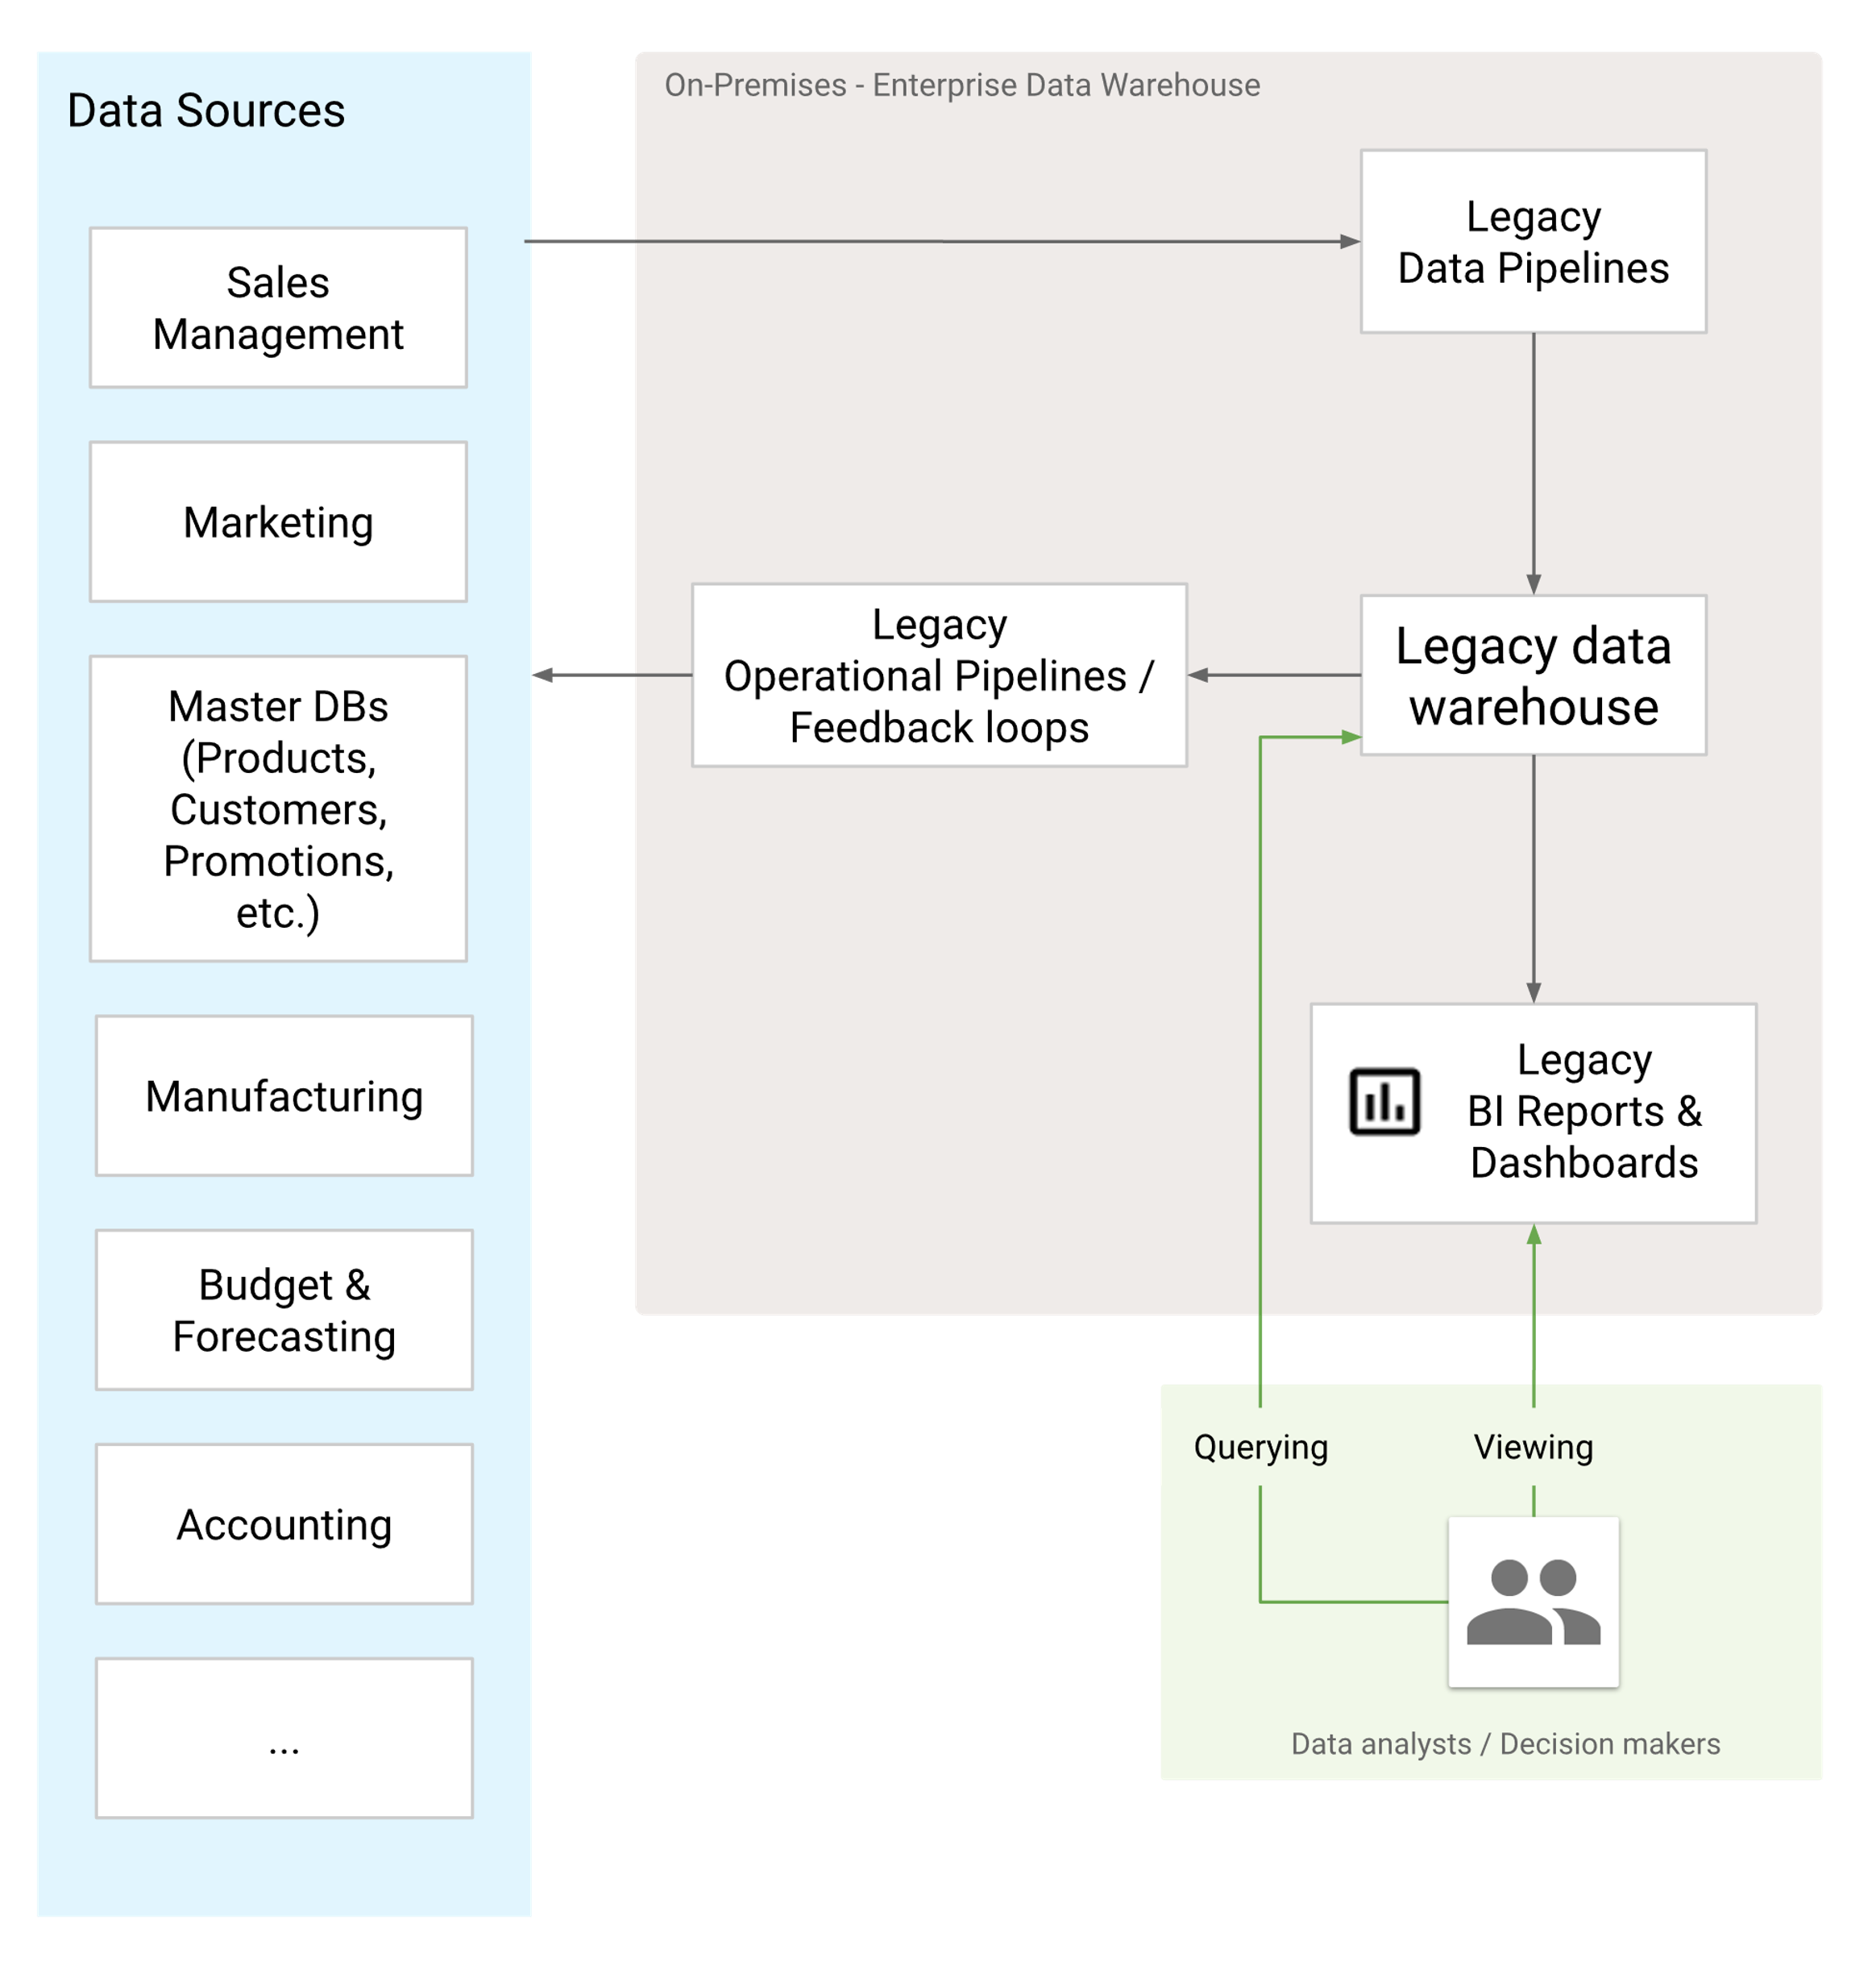 Data Sources
Sales
Management
Marketing
Master DBs
(Products,
Customers,
Promotions,
etc.)
Manufacturing
Budget &
Forecasting
Accounting
...
On-Premises - Enterprise Data Warehouse
Legacy
Data Pipelines
Legacy
Operational Pipelines /
Feedback loops
Legacy data
warehouse
Legacy
BI Reports &
Dashboards
Querying
Viewing
Data analysts / Decision makers